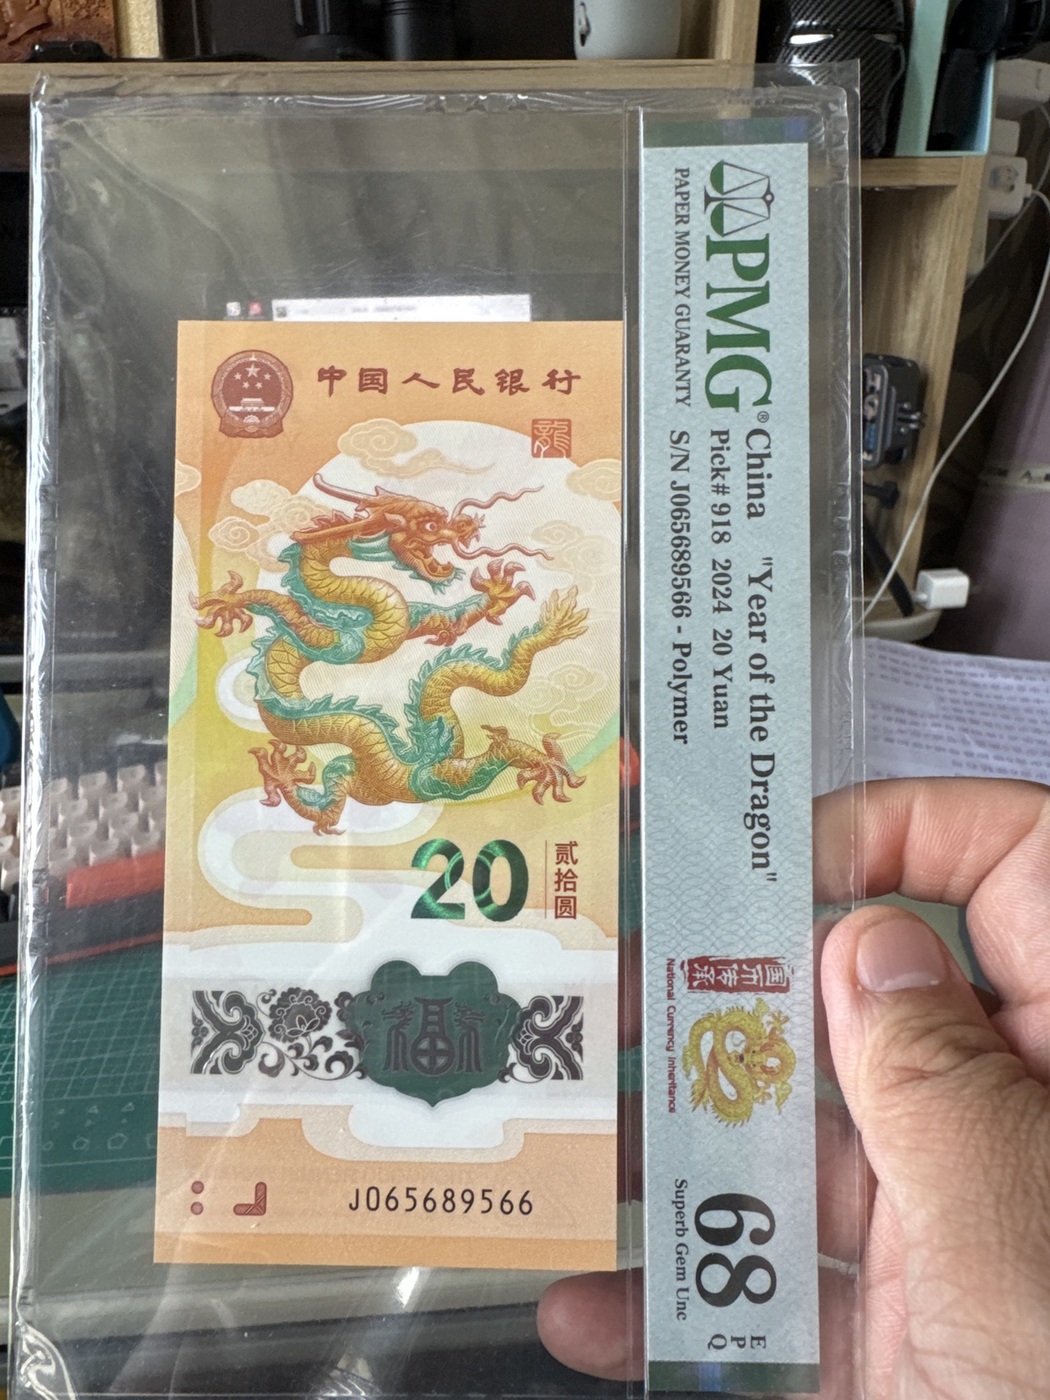 中国人民银行
龍
20
贰拾圆
福
J065689566
PMG®
PAPER MONEY GUARANTY
China "Year of the Dragon"
Pick# 918 2024 20 Yuan
S/N J065689566 - Polymer
国币传承
National Currency Inheritance
68 EPQ
Superb Gem Unc